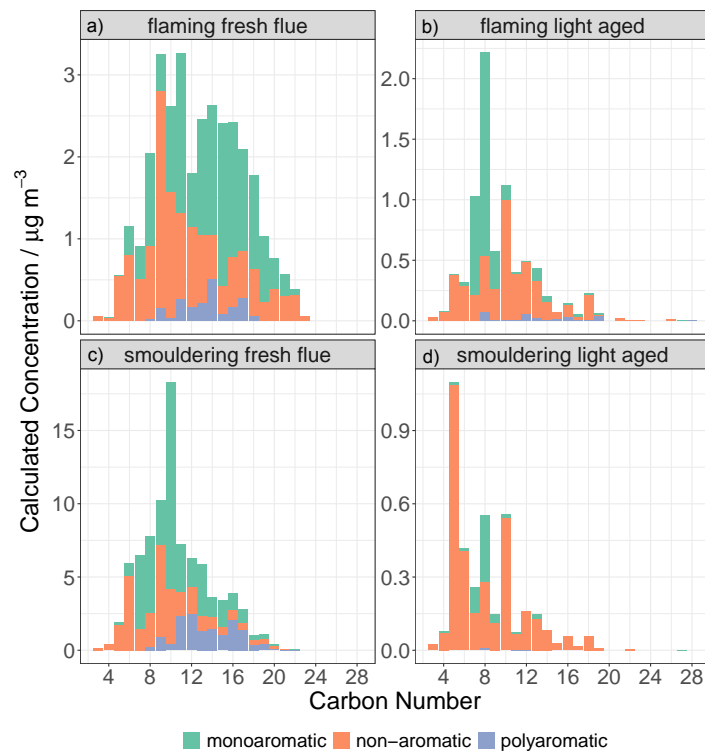 a) flaming fresh flue
b) flaming light aged
3
2
1
0
2.0
1.5
1.0
0.5
0.0
c) smouldering fresh flue
d) smouldering light aged
15
10
5
0
0.9
0.6
0.3
0.0
4 8 12 16 20 24 28
4 8 12 16 20 24 28
Calculated Concentration / μg m⁻³
Carbon Number
monoaromatic non−aromatic polyaromatic